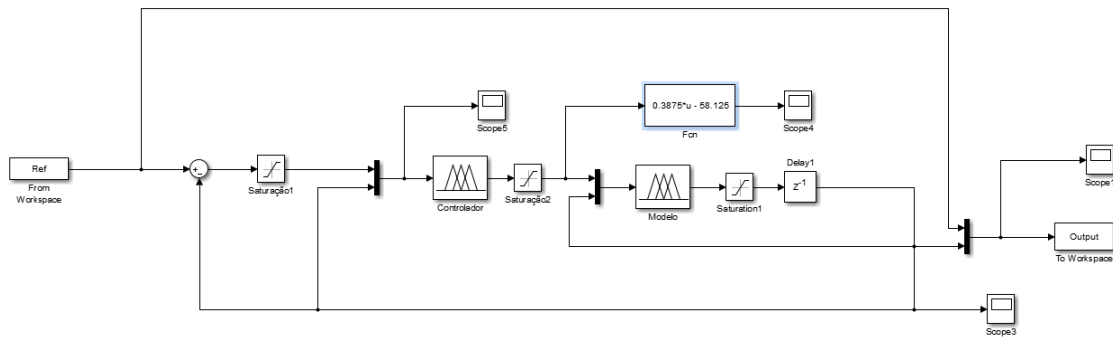 0.3875*u - 58.125
Fcn
Scope4
Scope5
Delay1
Z-1
Scope1
Ref
From
Workspace
+
-
Saturação1
Controlador
Saturação2
Modelo
Saturation1
Output
To Workspace
Scope3